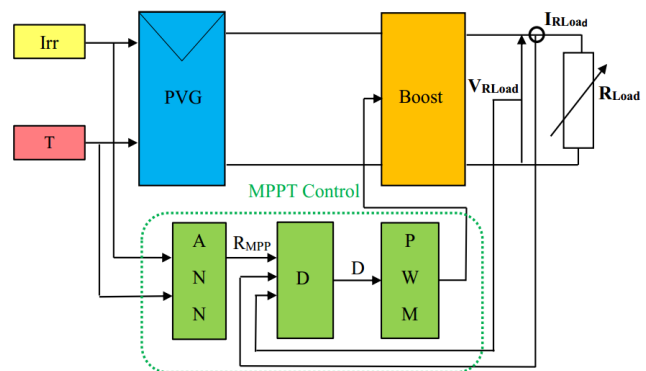 Irr
PVG
Boost
I_RLoad
V_RLoad
R_Load
T
MPPT Control
A
N
N
R_MPP
D
D
P
W
M